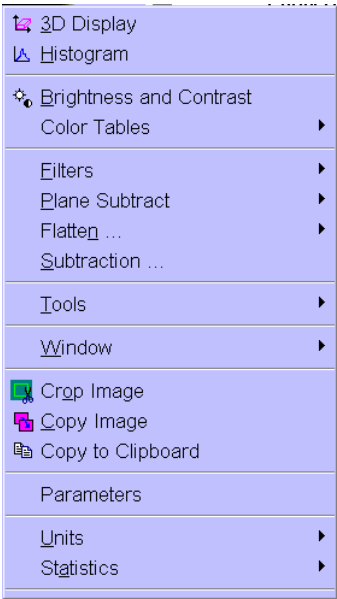 3D Display
Histogram
Brightness and Contrast
Color Tables
Filters
Plane Subtract
Flatten ...
Subtraction ...
Tools
Window
Crop Image
Copy Image
Copy to Clipboard
Parameters
Units
Statistics